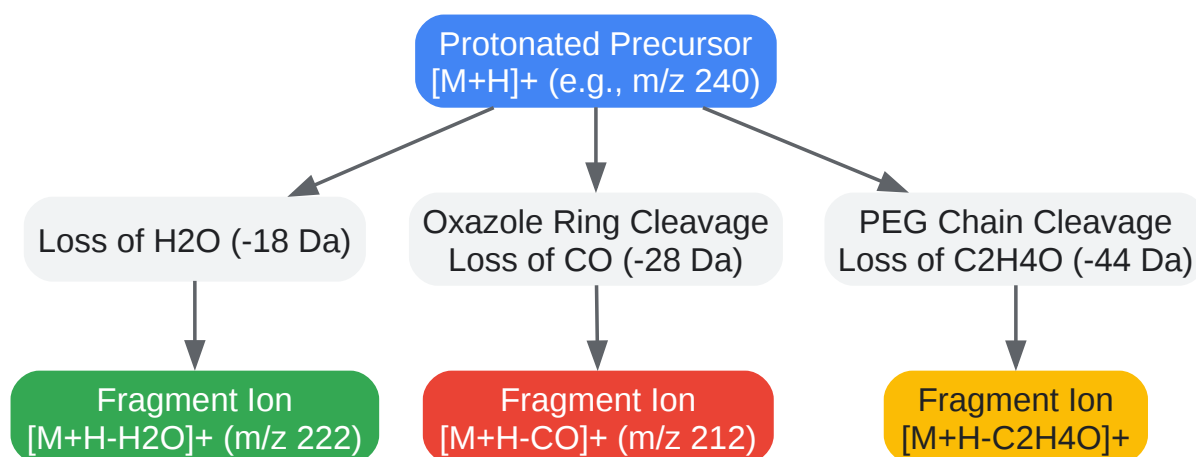 Protonated Precursor
[M+H]+ (e.g., m/z 240)
Loss of H2O (-18 Da)
Oxazole Ring Cleavage
Loss of CO (-28 Da)
PEG Chain Cleavage
Loss of C2H4O (-44 Da)
Fragment Ion
[M+H-H2O]+ (m/z 222)
Fragment Ion
[M+H-CO]+ (m/z 212)
Fragment Ion
[M+H-C2H4O]+